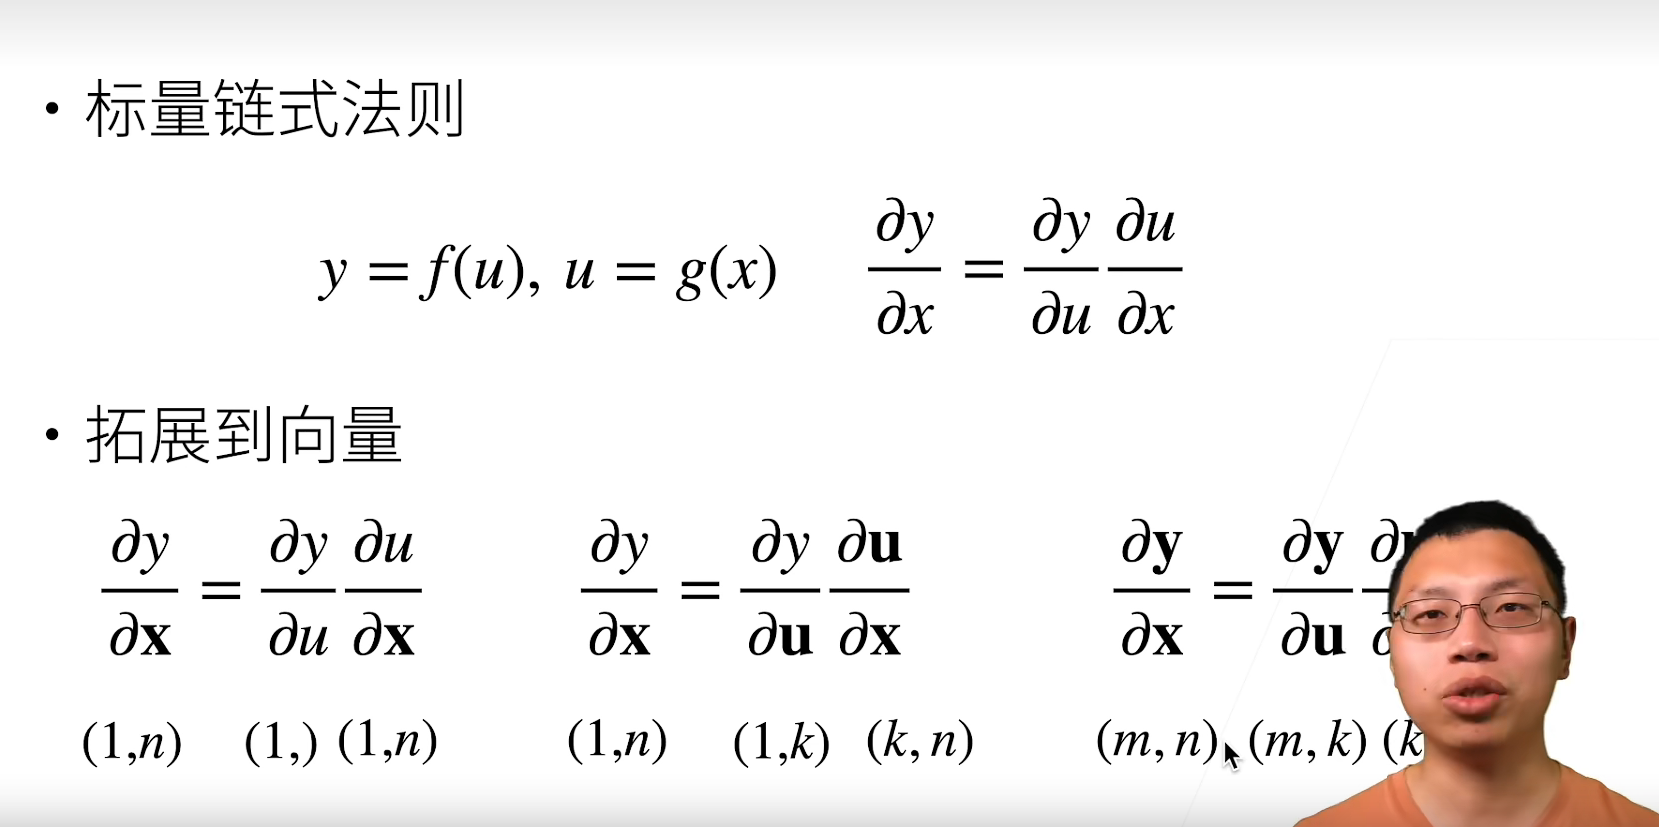 • 标量链式法则
y = f(u), u = g(x) ∂y/∂x = ∂y/∂u ∂u/∂x
• 拓展到向量
∂y/∂𝐱 = ∂y/∂u ∂u/∂𝐱 ∂y/∂𝐱 = ∂y/∂𝐮 ∂𝐮/∂𝐱 ∂𝐲/∂𝐱 = ∂𝐲/∂𝐮 ∂
(1,n) (1,) (1,n) (1,n) (1,k) (k, n) (m, n) (m, k) (k